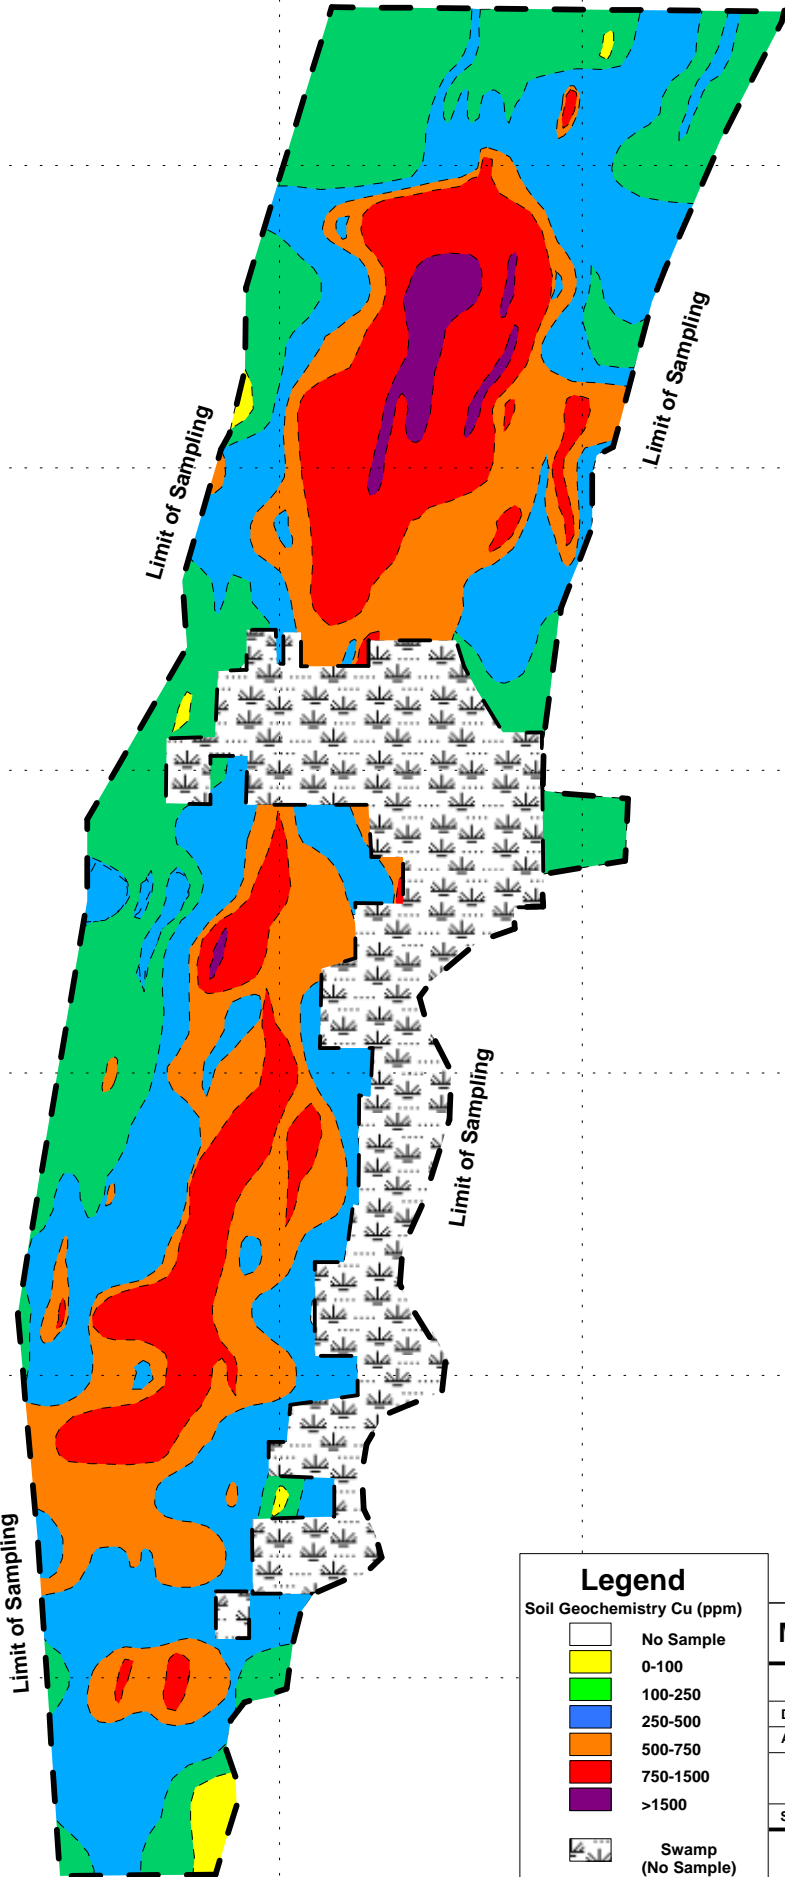 Limit of Sampling
Limit of Sampling
Limit of Sampling
Limit of Sampling
Legend
Soil Geochemistry Cu (ppm)
No Sample
0-100
100-250
250-500
500-750
750-1500
>1500
Swamp
(No Sample)